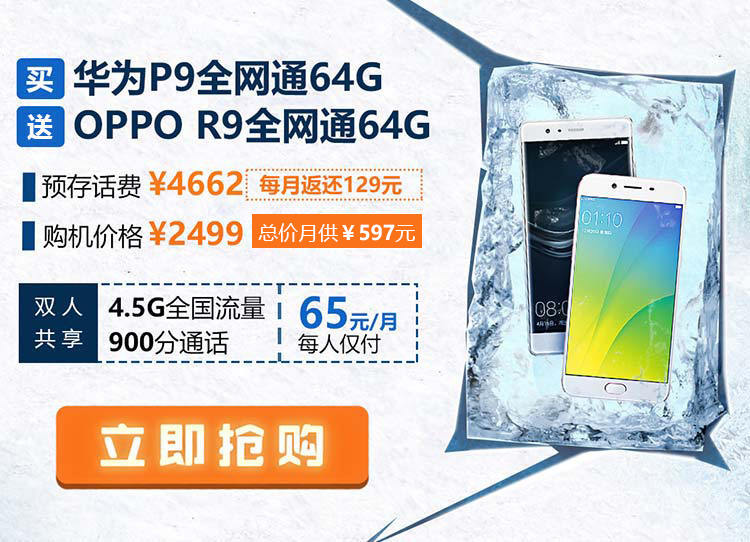 买 华为P9全网通64G
送 OPPO R9全网通64G
预存话费 ¥4662 每月返还129元
购机价格 ¥2499 总价月供¥597元
双人共享 4.5G全国流量 900分通话
65元/月 每人仅付
01:10
08:0
立即抢购